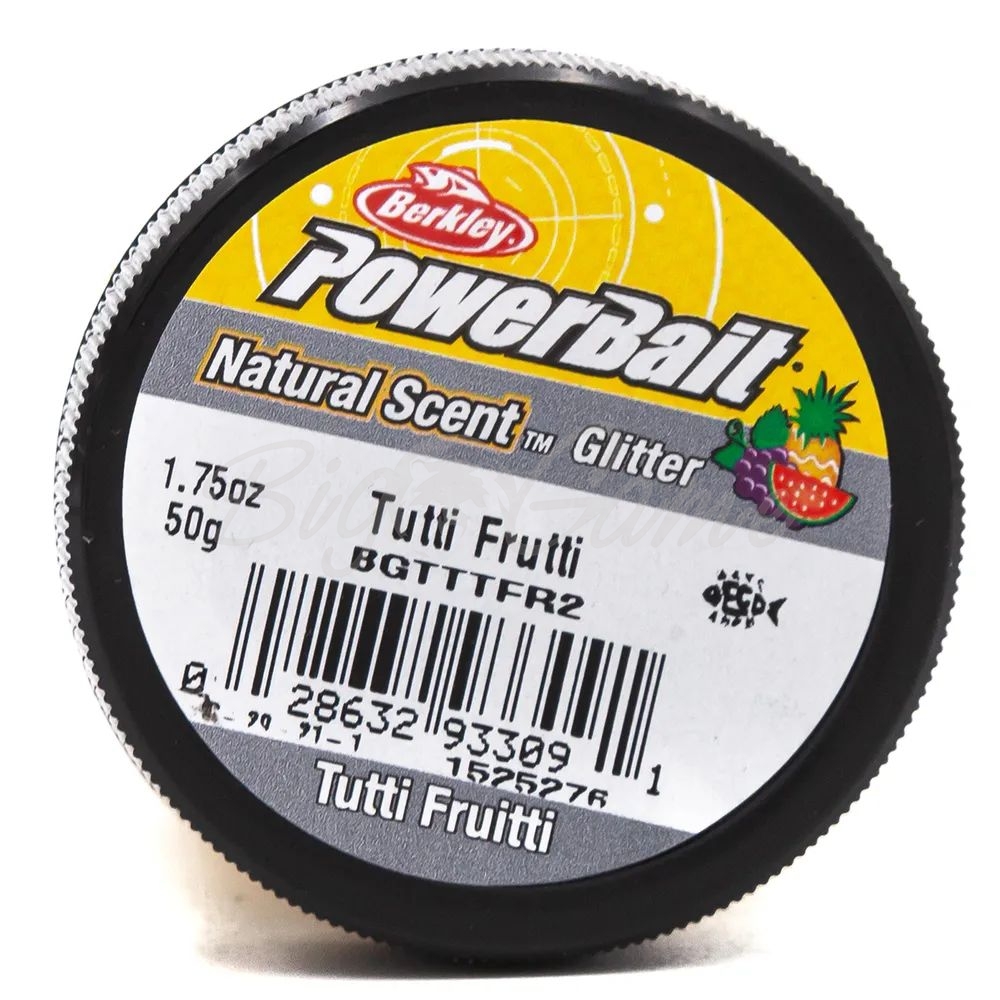 Berkley
PowerBait
Natural Scent™ Glitter
1.75oz
50g
Tutti Frutti
BGTTTFR2
0 28632 93309 1
1525276
Tutti Fruitti